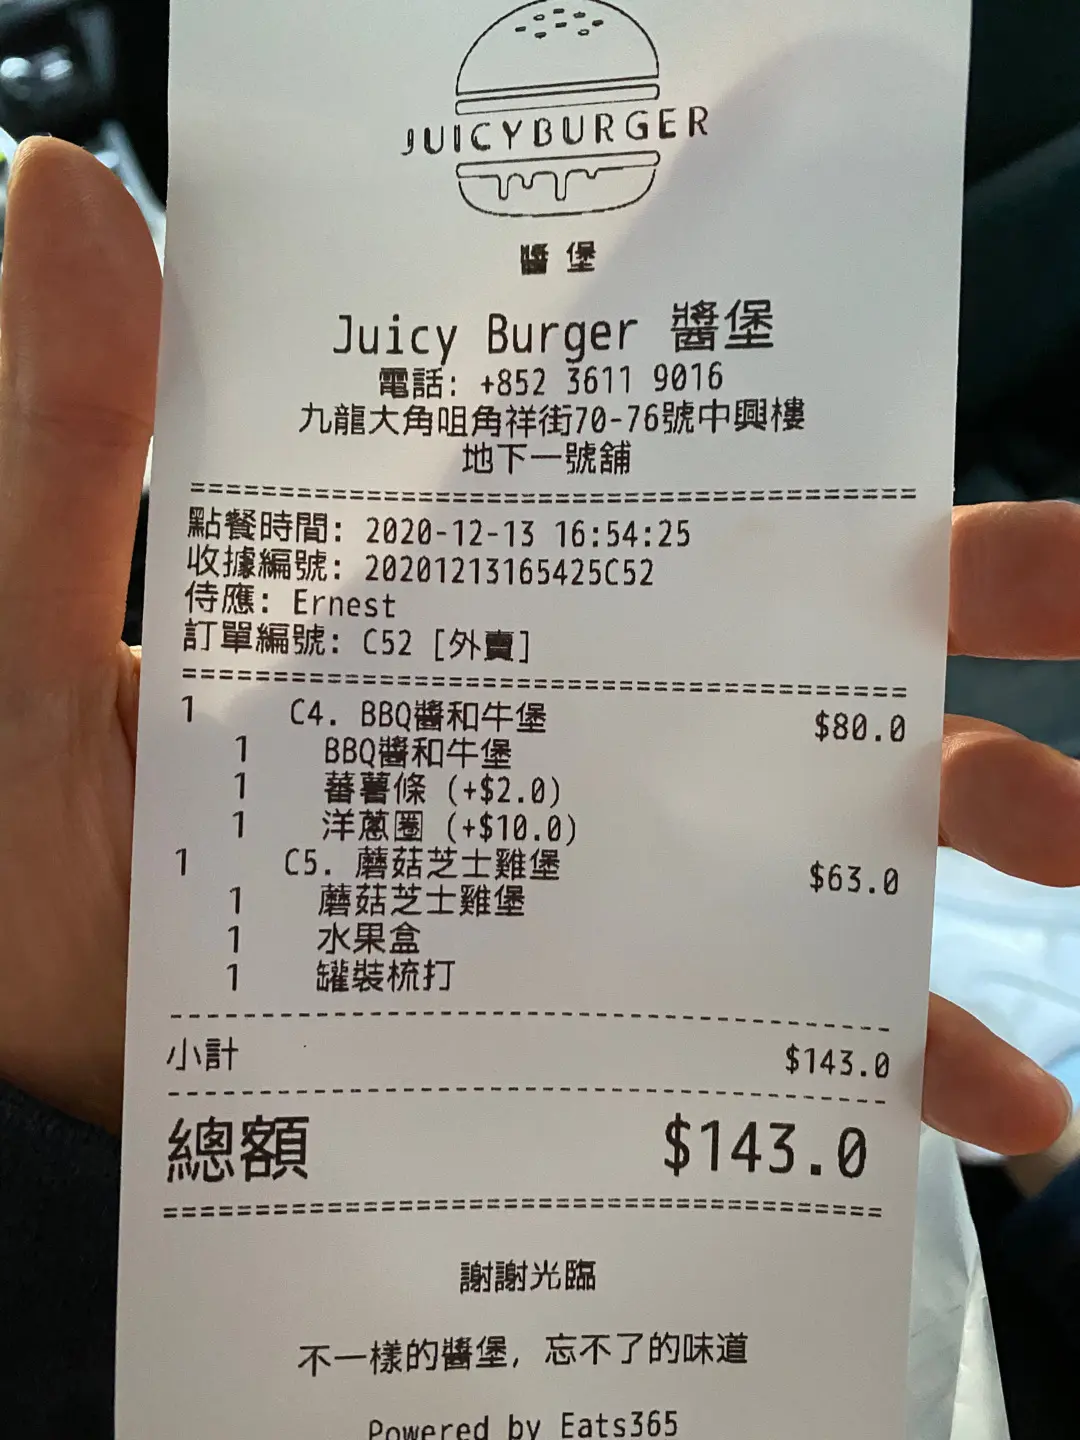 JUICYBURGER
醬堡
Juicy Burger 醬堡
電話: +852 3611 9016
九龍大角咀角祥街70-76號中興樓
地下一號舖
========================================
點餐時間: 2020-12-13 16:54:25
收據編號: 20201213165425C52
侍應: Ernest
訂單編號: C52 [外賣]
========================================
1 C4. BBQ醬和牛堡 $80.0
1 BBQ醬和牛堡
1 蕃薯條 (+$2.0)
1 洋蔥圈 (+$10.0)
1 C5. 蘑菇芝士雞堡 $63.0
1 蘑菇芝士雞堡
1 水果盒
1 罐裝梳打
----------------------------------------
小計 $143.0
----------------------------------------
總額 $143.0
========================================
謝謝光臨
不一樣的醬堡, 忘不了的味道
Powered by Eats365